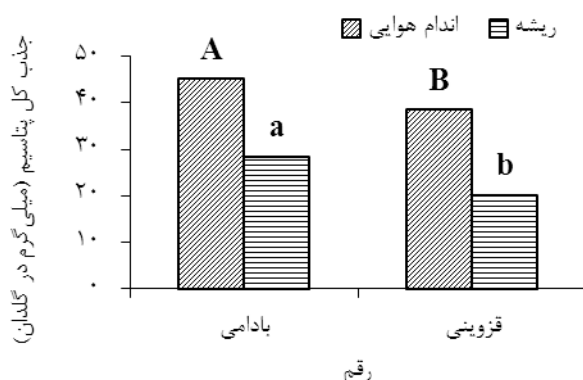 اندام هوایی ریشه
جذب کل پتاسیم (میلی گرم در گلدان)
۵۰
۴۰
۳۰
۲۰
۱۰
۰
A
a
B
b
بادامی
قزوینی
رقم